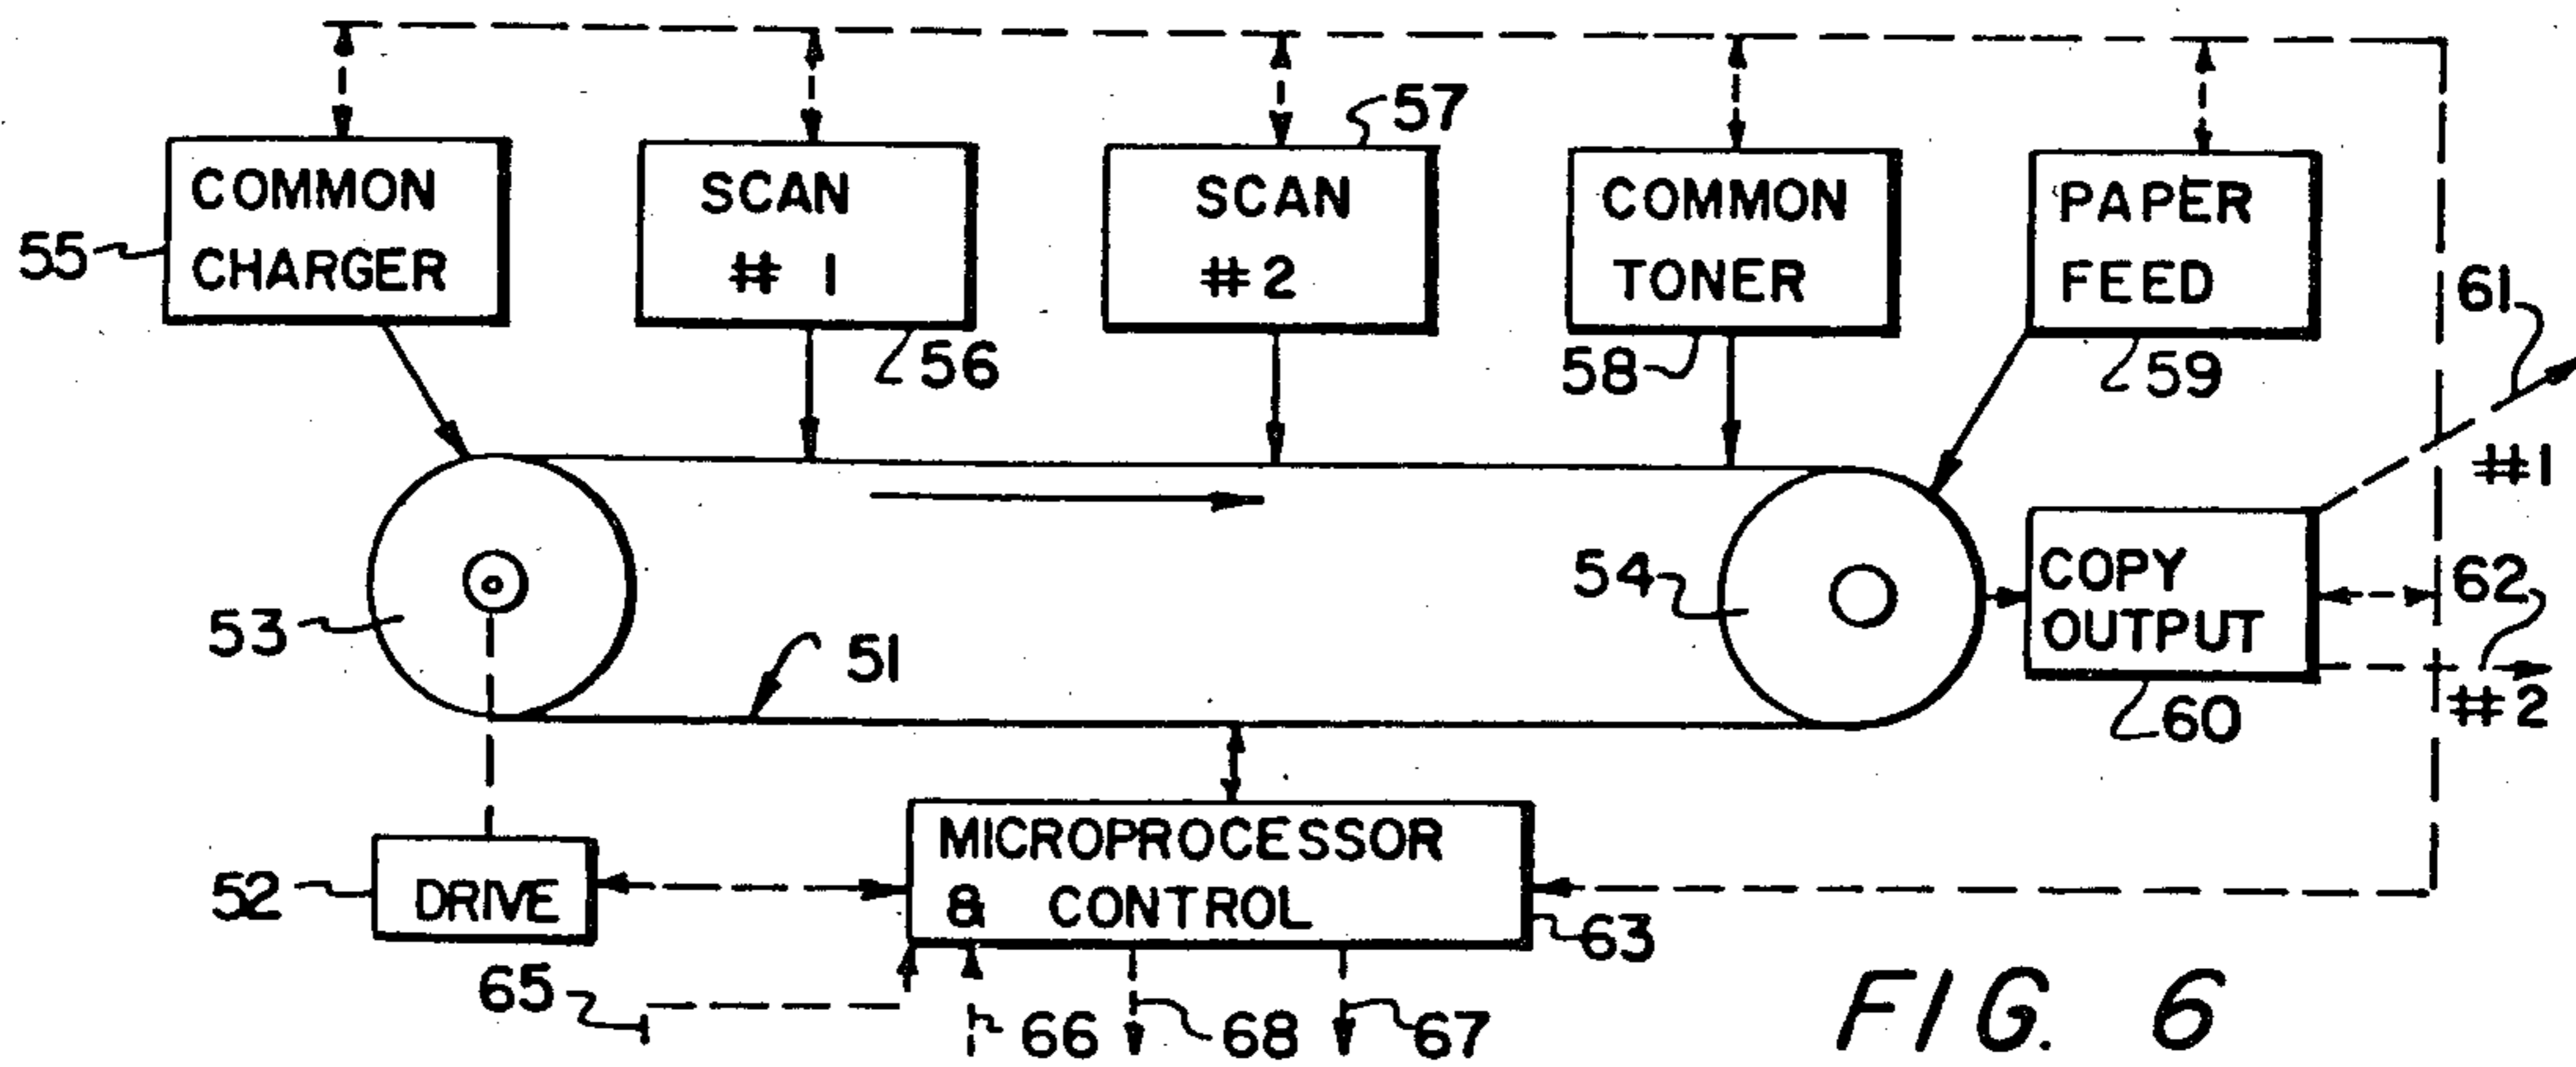 57
COMMON
CHARGER
SCAN
# 1
SCAN
#2
COMMON
TONER
PAPER
FEED
55
56
58
59
61
#1
53
51
54
COPY
OUTPUT
62
#2
60
52
DRIVE
MICROPROCESSOR
& CONTROL
63
65
66
68
67
FIG. 6